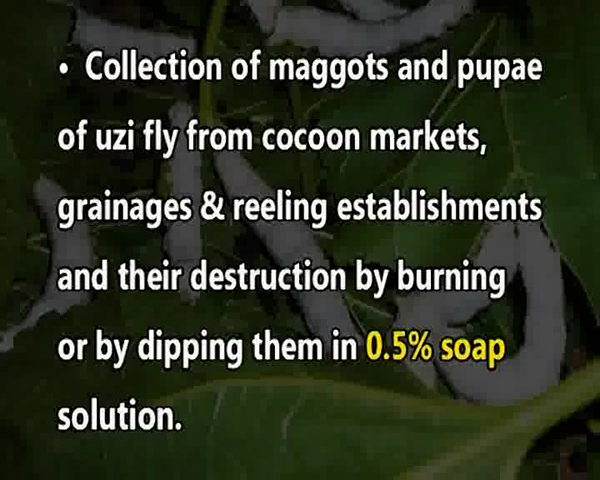 • Collection of maggots and pupae
of uzi fly from cocoon markets,
grainages & reeling establishments
and their destruction by burning
or by dipping them in 0.5% soap
solution.